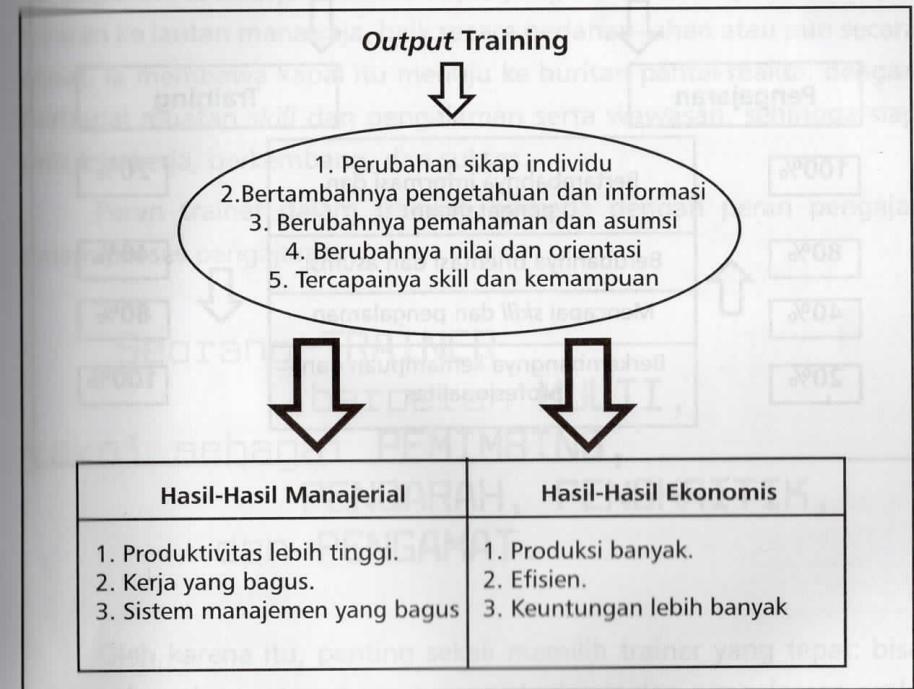 Output Training
1. Perubahan sikap individu
2.Bertambahnya pengetahuan dan informasi
3. Berubahnya pemahaman dan asumsi
4. Berubahnya nilai dan orientasi
5. Tercapainya skill dan kemampuan
Hasil-Hasil Manajerial
1. Produktivitas lebih tinggi.
2. Kerja yang bagus.
3. Sistem manajemen yang bagus
Hasil-Hasil Ekonomis
1. Produksi banyak.
2. Efisien.
3. Keuntungan lebih banyak